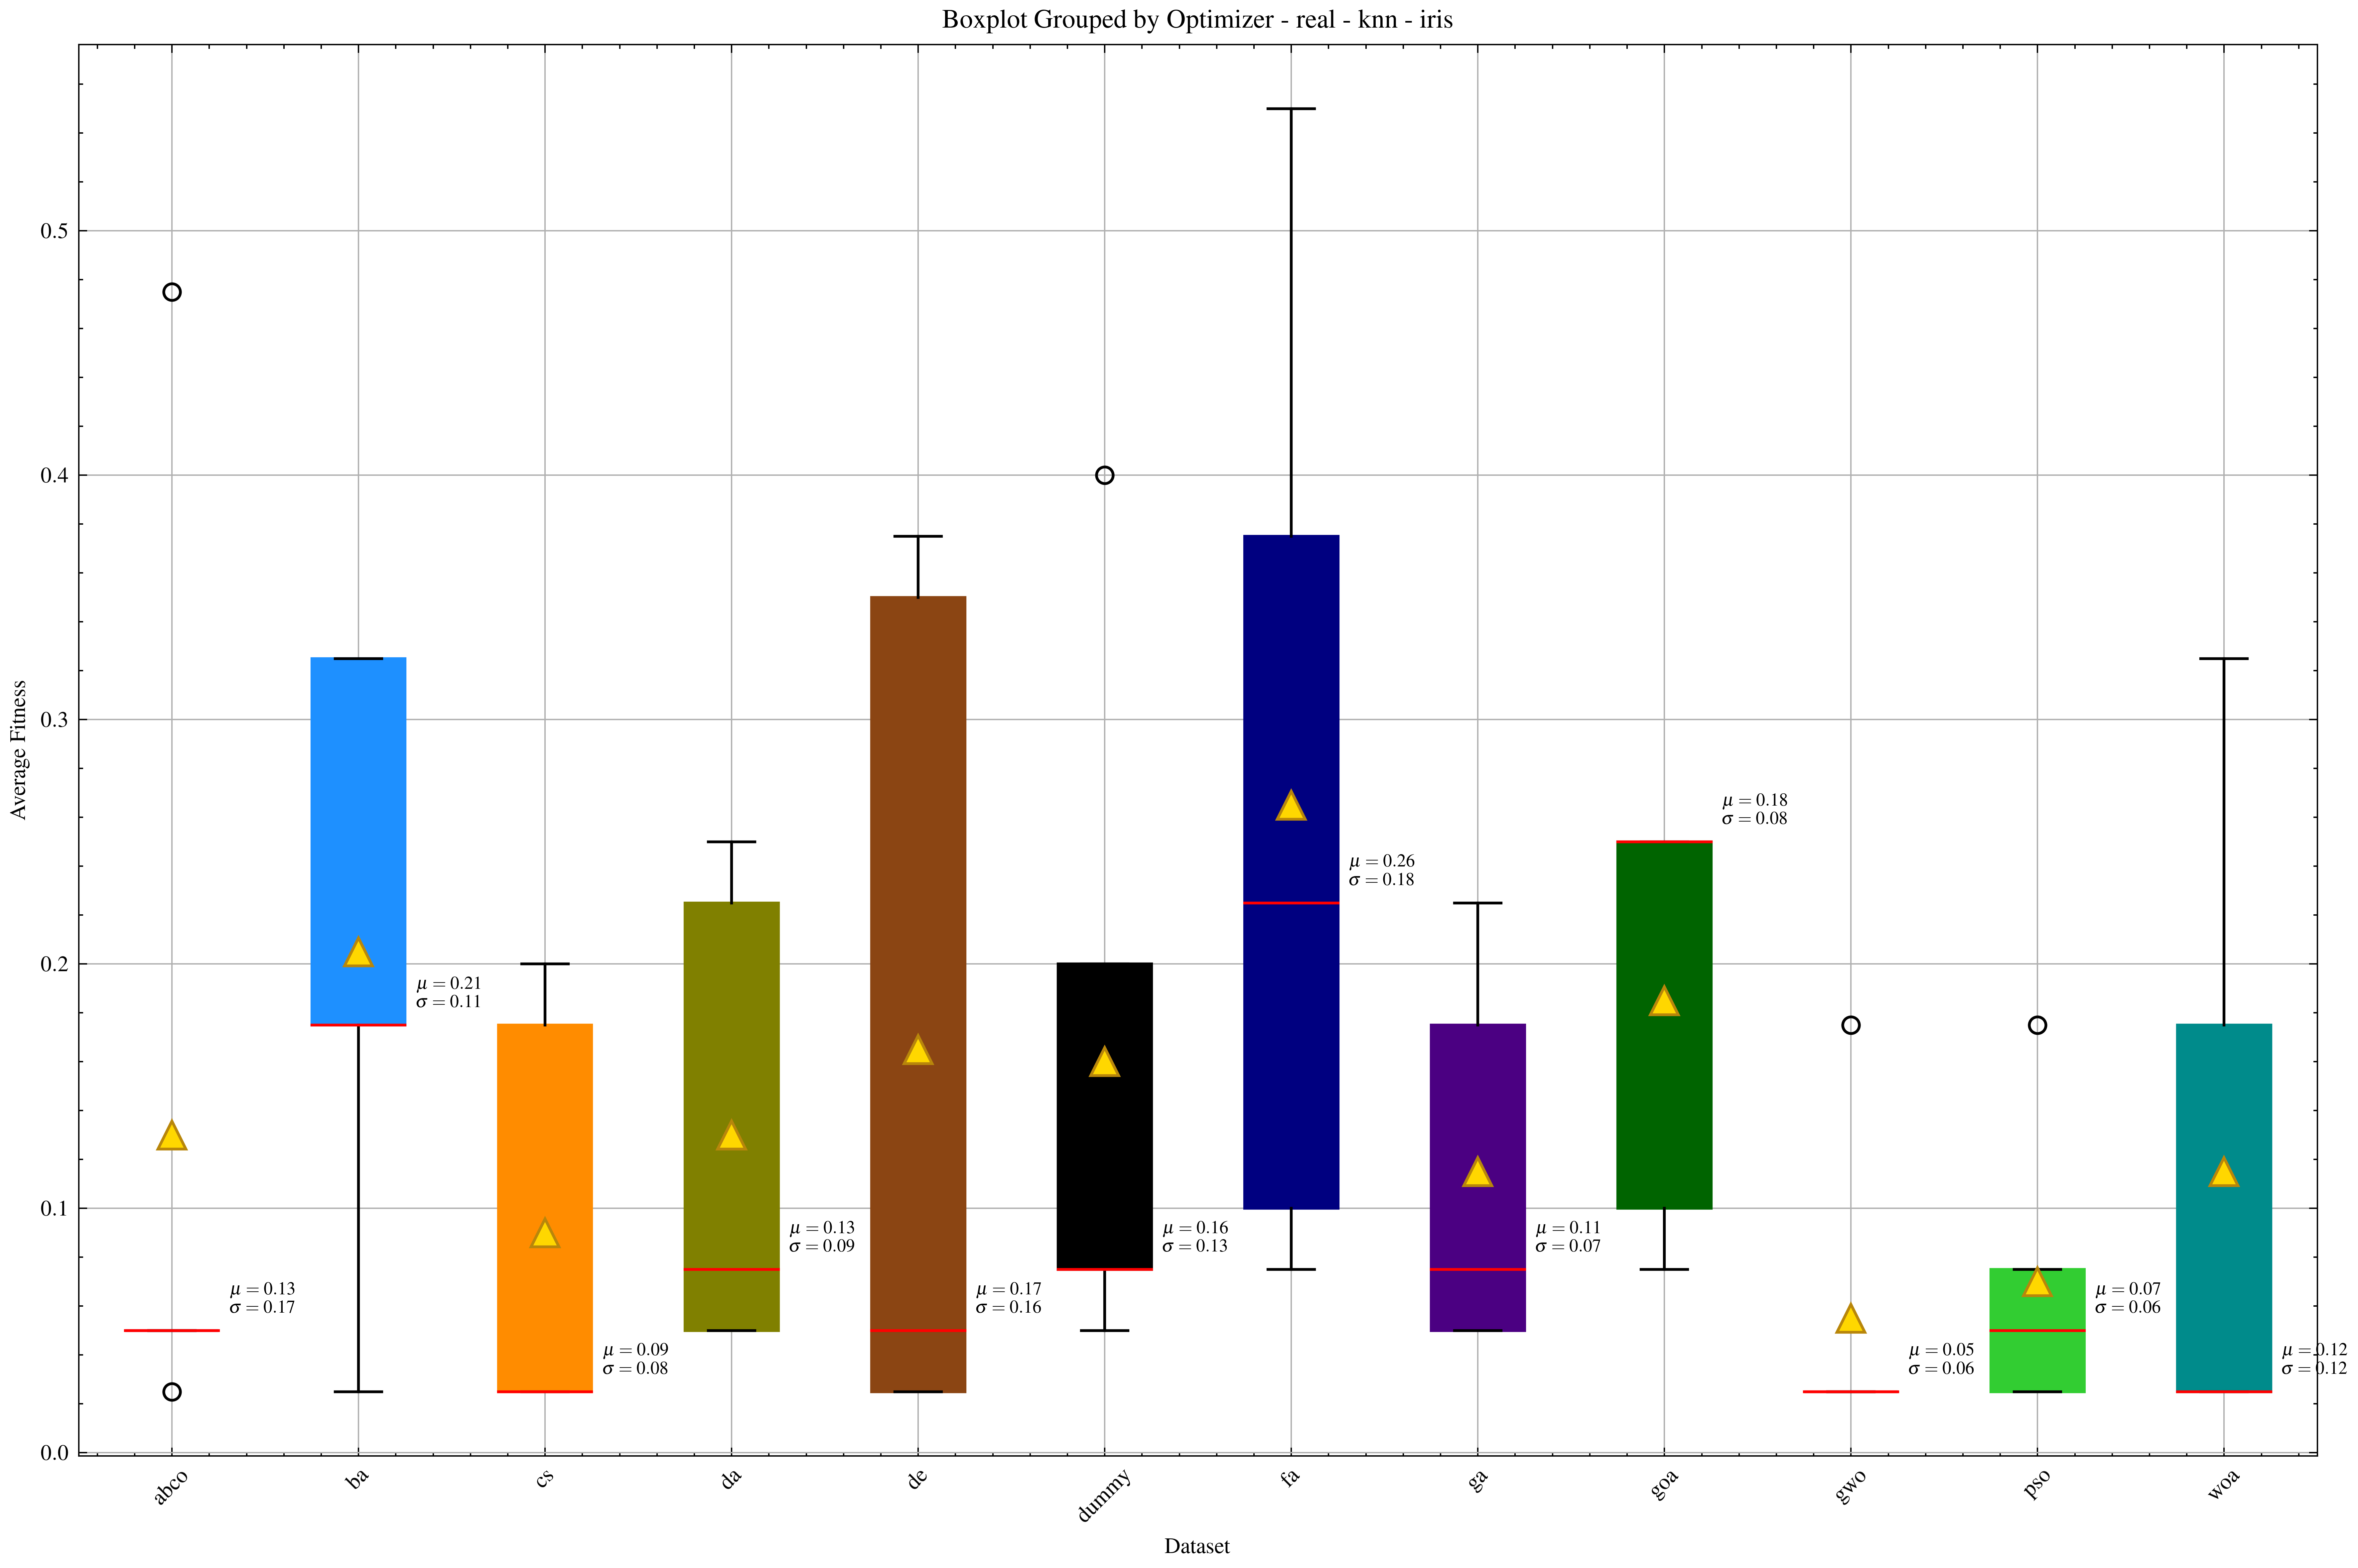 Boxplot Grouped by Optimizer - real - knn - iris
Average Fitness
0.5
0.4
0.3
0.2
0.1
0.0
μ = 0.13
σ = 0.17
μ = 0.21
σ = 0.11
μ = 0.09
σ = 0.08
μ = 0.13
σ = 0.09
μ = 0.17
σ = 0.16
μ = 0.16
σ = 0.13
μ = 0.26
σ = 0.18
μ = 0.11
σ = 0.07
μ = 0.18
σ = 0.08
μ = 0.05
σ = 0.06
μ = 0.07
σ = 0.06
μ = 0.12
σ = 0.12
abco
ba
cs
da
de
dummy
fa
ga
goa
gwo
pso
woa
Dataset